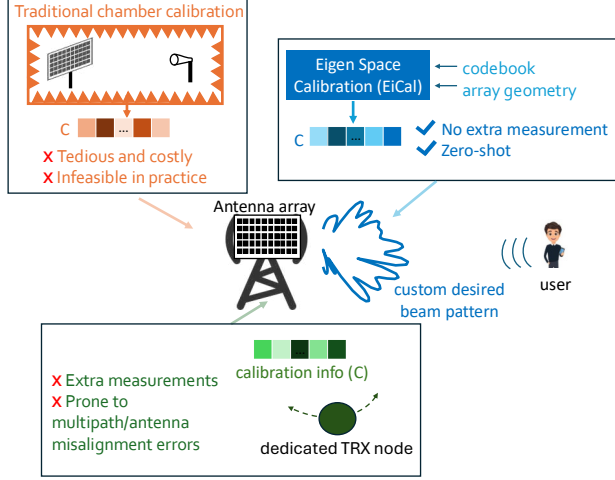 Traditional chamber calibration
C
...
X Tedious and costly
X Infeasible in practice
Eigen Space
Calibration (EiCal)
codebook
array geometry
C
...
No extra measurement
Zero-shot
Antenna array
custom desired
beam pattern
user
X Extra measurements
X Prone to
multipath/antenna
misalignment errors
...
calibration info (C)
dedicated TRX node